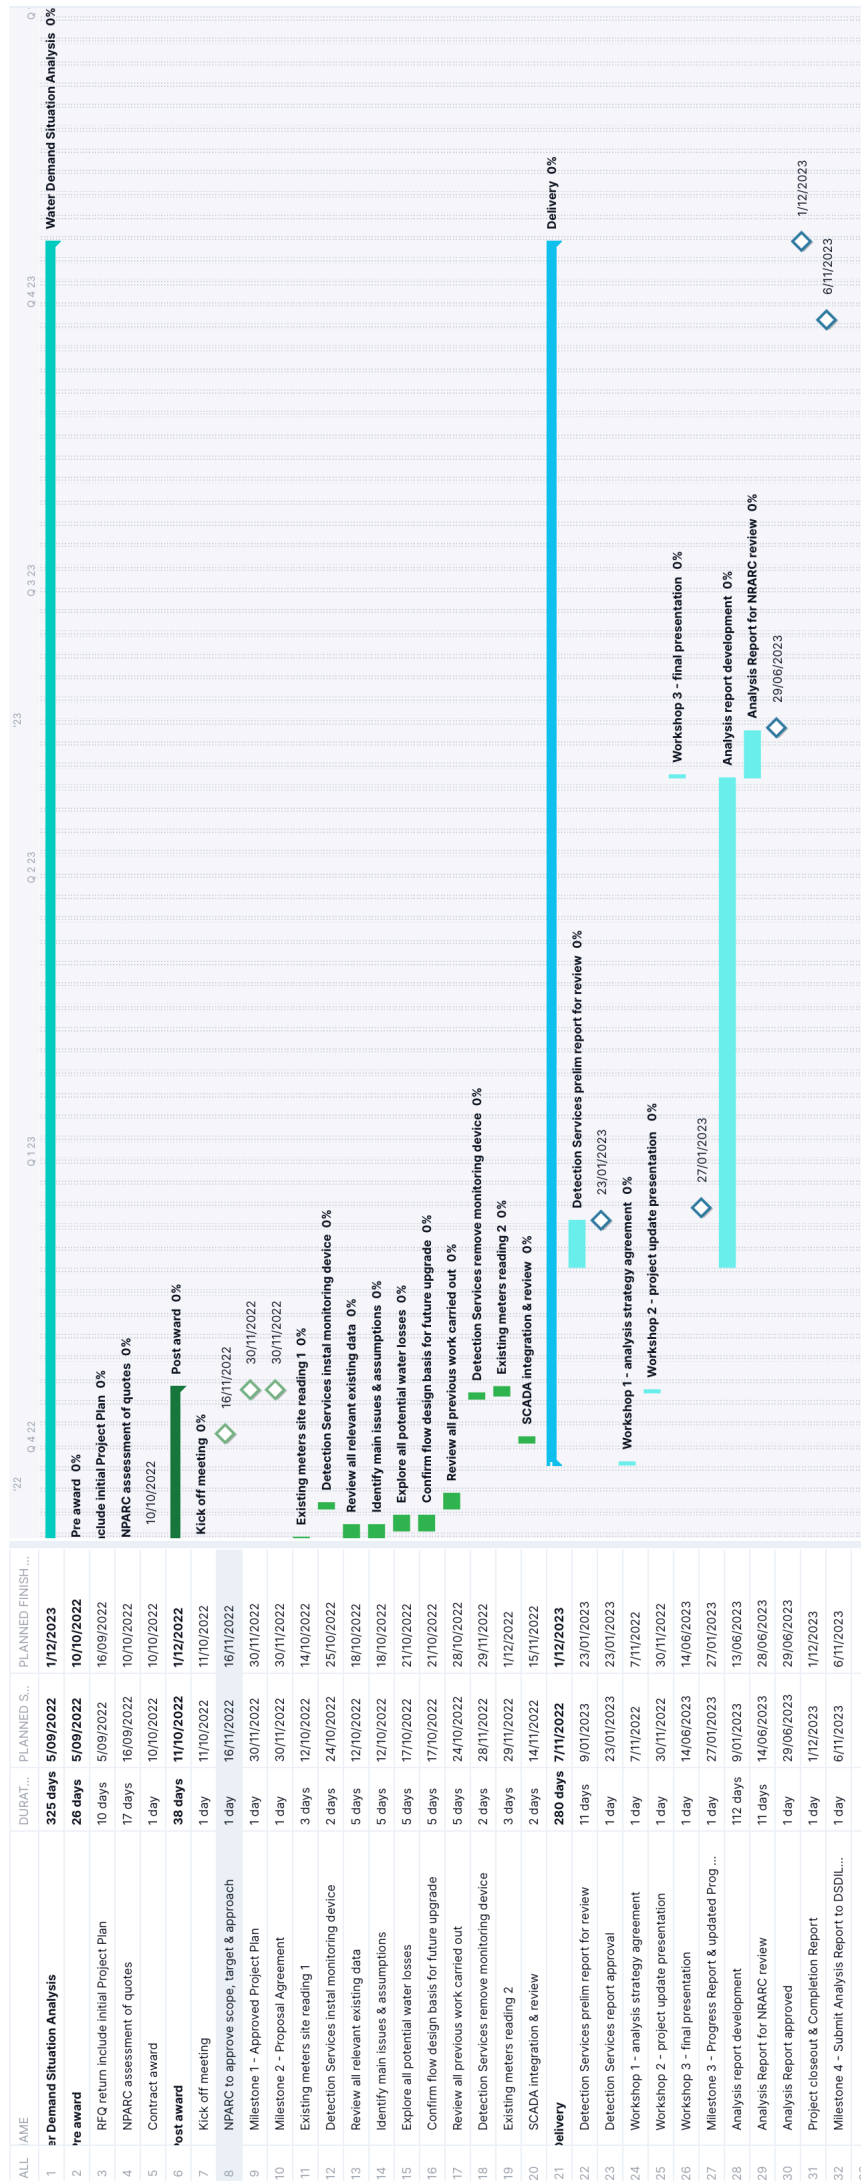 ALL AME DURAT... PLANNED S... PLANNED FINISH ...
'22 '23
Q 4 22 Q 1 23 Q 2 23 Q 3 23 Q 4 23 Q
1 er Demand Situation Analysis 325 days 5/09/2022 1/12/2023 Water Demand Situation Analysis 0%
2 Pre award 26 days 5/09/2022 10/10/2022 Pre award 0%
3 RFQ return include initial Project Plan 10 days 5/09/2022 16/09/2022 clude initial Project Plan 0%
4 NPARC assessment of quotes 17 days 16/09/2022 10/10/2022 NPARC assessment of quotes 0%
5 Contract award 1 day 10/10/2022 10/10/2022 10/10/2022
6 Post award 38 days 11/10/2022 1/12/2022 Post award 0%
7 Kick off meeting 1 day 11/10/2022 11/10/2022 Kick off meeting 0%
8 NPARC to approve scope, target & approach 1 day 16/11/2022 16/11/2022 16/11/2022
9 Milestone 1 - Approved Project Plan 1 day 30/11/2022 30/11/2022 30/11/2022
10 Milestone 2 - Proposal Agreement 1 day 30/11/2022 30/11/2022 30/11/2022
11 Existing meters site reading 1 3 days 12/10/2022 14/10/2022 Existing meters site reading 1 0%
12 Detection Services instal monitoring device 2 days 24/10/2022 25/10/2022 Detection Services instal monitoring device 0%
13 Review all relevant existing data 5 days 12/10/2022 18/10/2022 Review all relevant existing data 0%
14 Identify main issues & assumptions 5 days 12/10/2022 18/10/2022 Identify main issues & assumptions 0%
15 Explore all potential water losses 5 days 17/10/2022 21/10/2022 Explore all potential water losses 0%
16 Confirm flow design basis for future upgrade 5 days 17/10/2022 21/10/2022 Confirm flow design basis for future upgrade 0%
17 Review all previous work carried out 5 days 24/10/2022 28/10/2022 Review all previous work carried out 0%
18 Detection Services remove monitoring device 2 days 28/11/2022 29/11/2022 Detection Services remove monitoring device 0%
19 Existing meters reading 2 3 days 29/11/2022 1/12/2022 Existing meters reading 2 0%
20 SCADA integration & review 2 days 14/11/2022 15/11/2022 SCADA integration & review 0%
21 Delivery 280 days 7/11/2022 1/12/2023 Delivery 0%
22 Detection Services prelim report for review 11 days 9/01/2023 23/01/2023 Detection Services prelim report for review 0%
23 Detection Services report approval 1 day 23/01/2023 23/01/2023 23/01/2023
24 Workshop 1 - analysis strategy agreement 1 day 7/11/2022 7/11/2022 Workshop 1 - analysis strategy agreement 0%
25 Workshop 2 - project update presentation 1 day 30/11/2022 30/11/2022 Workshop 2 - project update presentation 0%
26 Workshop 3 - final presentation 1 day 14/06/2023 14/06/2023 Workshop 3 - final presentation 0%
27 Milestone 3 - Progress Report & updated Prog ... 1 day 27/01/2023 27/01/2023 27/01/2023
28 Analysis report development 112 days 9/01/2023 13/06/2023 Analysis report development 0%
29 Analysis Report for NRARC review 11 days 14/06/2023 28/06/2023 Analysis Report for NRARC review 0%
30 Analysis Report approved 1 day 29/06/2023 29/06/2023 29/06/2023
31 Project closeout & Completion Report 1 day 1/12/2023 1/12/2023 1/12/2023
32 Milestone 4 - Submit Analysis Report to DSDIL... 1 day 6/11/2023 6/11/2023 6/11/2023